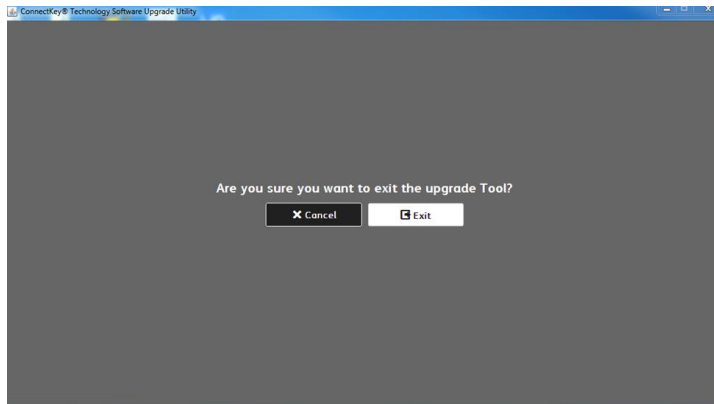 ConnectKey® Technology Software Upgrade Utility
Are you sure you want to exit the upgrade Tool?
Cancel
Exit